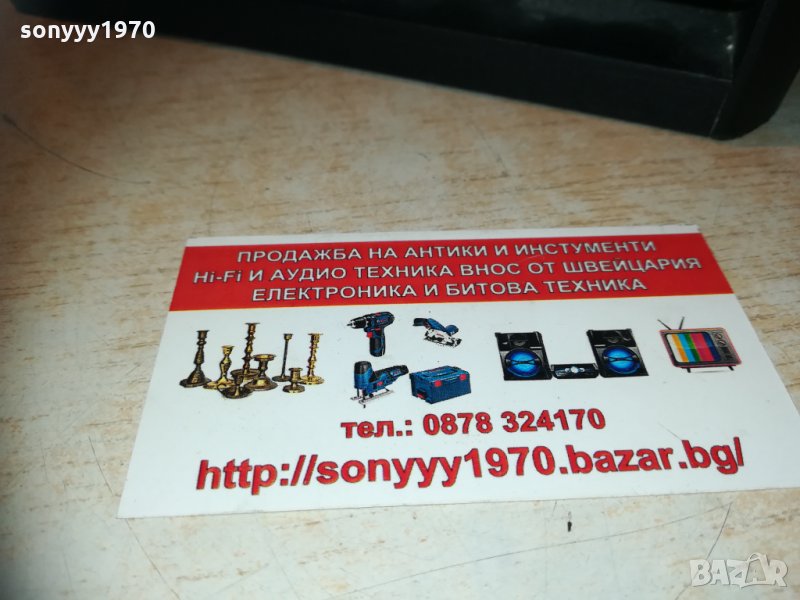 sonyyy1970
ПРОДАЖБА НА АНТИКИ И ИНСТУМЕНТИ
Hi-Fi И АУДИО ТЕХНИКА ВНОС ОТ ШВЕЙЦАРИЯ
ЕЛЕКТРОНИКА И БИТОВА ТЕХНИКА
тел.: 0878 324170
http://sonyyy1970.bazar.bg/
BAZAR